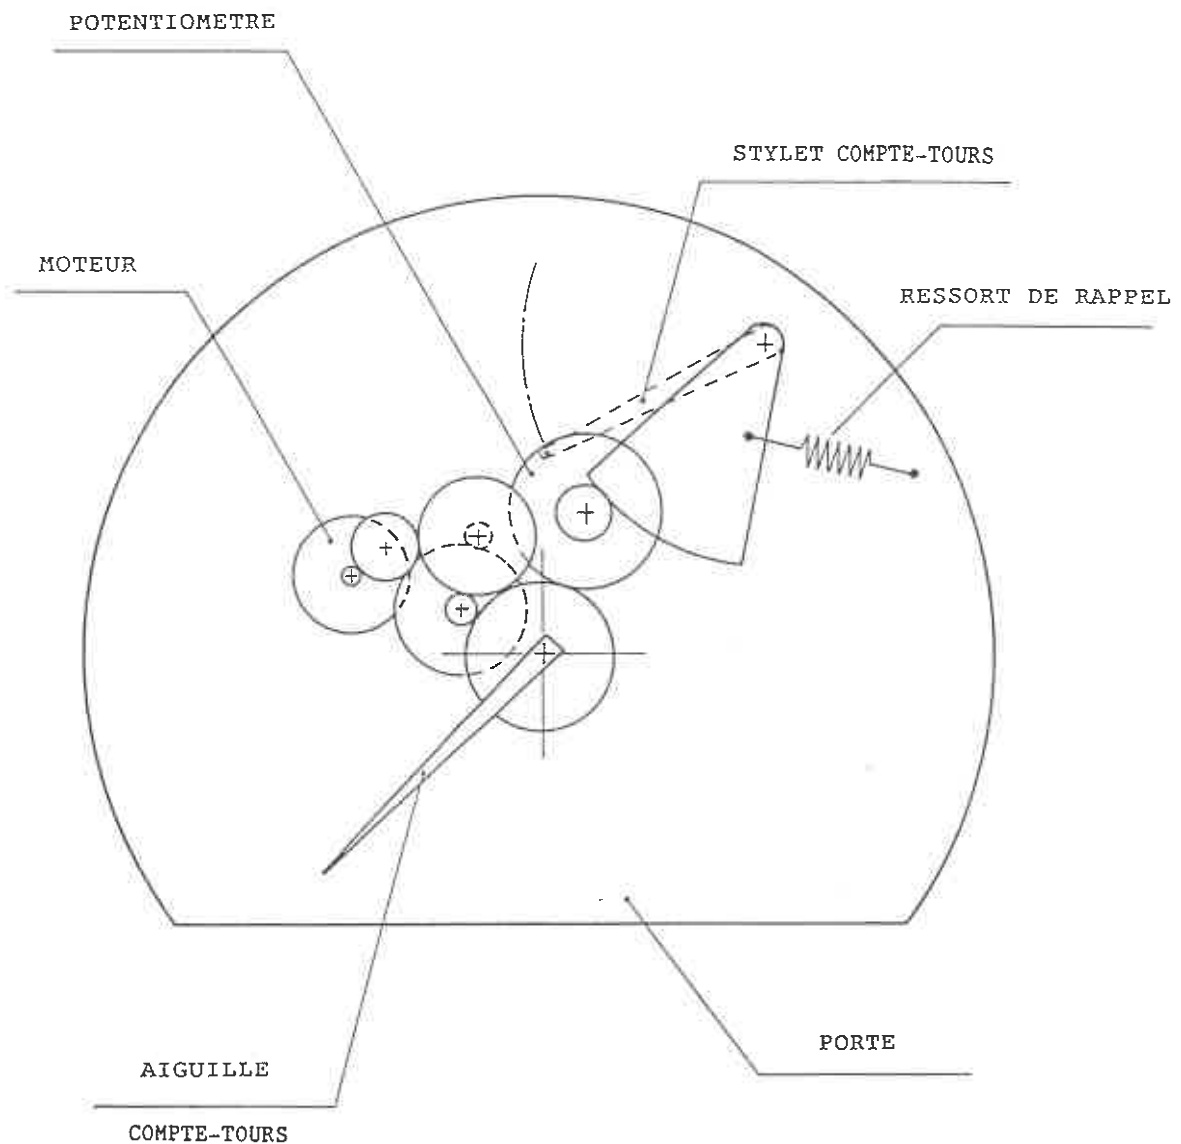 POTENTIOMETRE
STYLET COMPTE-TOURS
MOTEUR
RESSORT DE RAPPEL
PORTE
AIGUILLE
COMPTE-TOURS